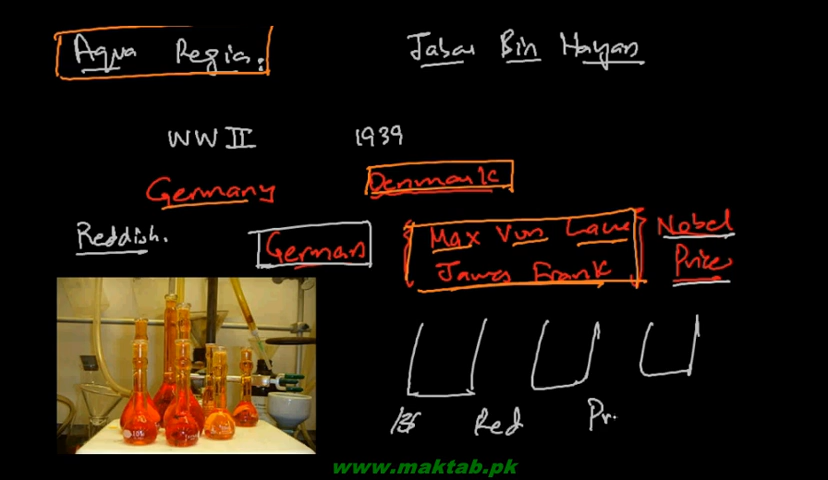 Aqua Regia.
Jabar Bin Hayan
WW II 1939
Germany Denmark
Reddish.
German
Max Von Laue
James Frank
Nobel
Price
Red Pr.
www.maktab.pk